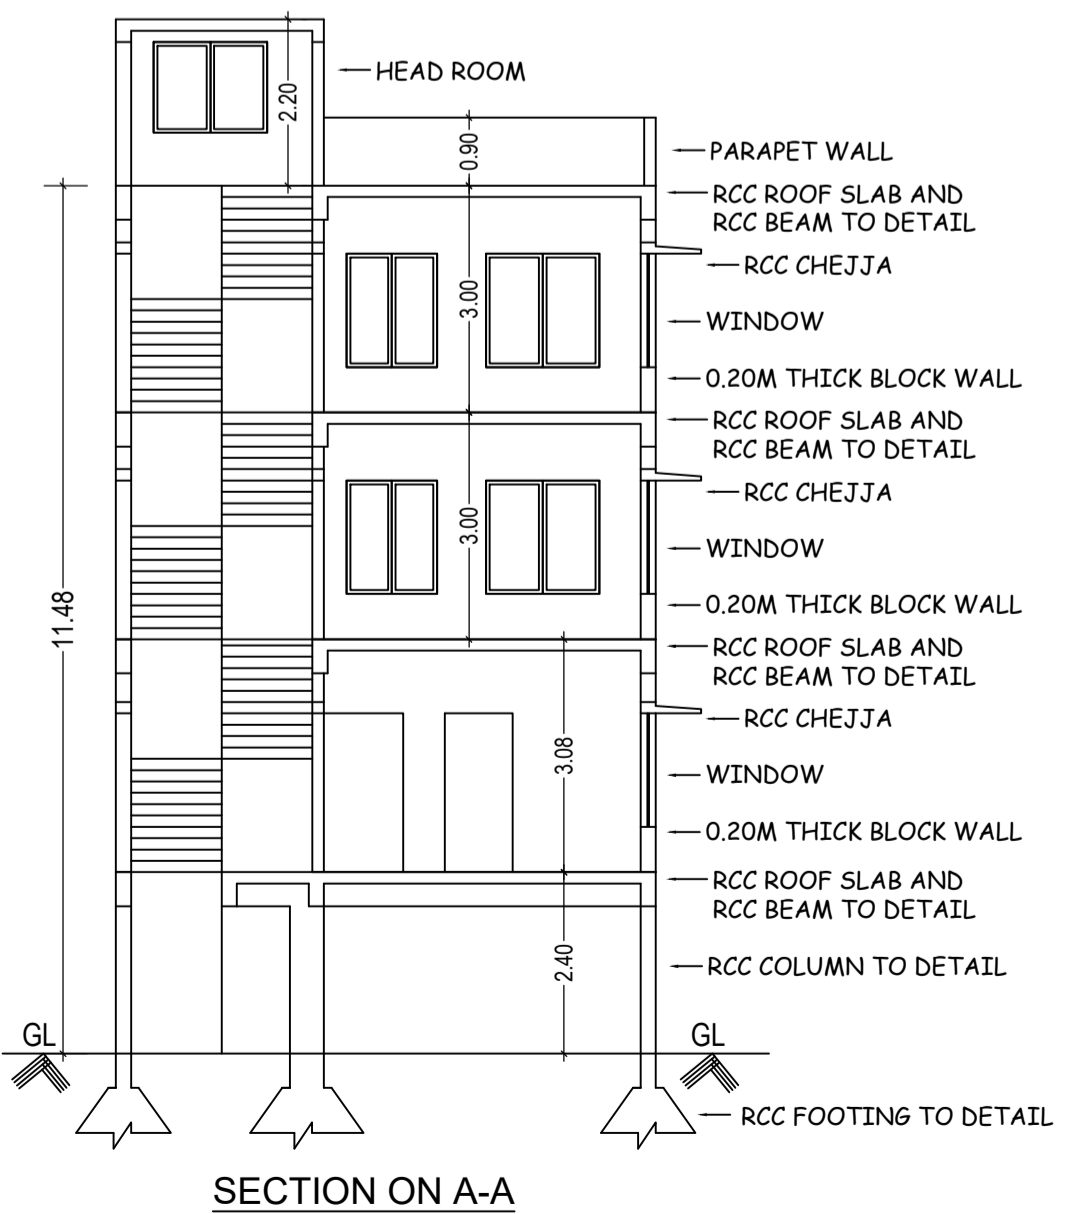 HEAD ROOM
2.20
0.90
PARAPET WALL
RCC ROOF SLAB AND
RCC BEAM TO DETAIL
RCC CHEJJA
3.00
WINDOW
0.20M THICK BLOCK WALL
RCC ROOF SLAB AND
RCC BEAM TO DETAIL
RCC CHEJJA
3.00
WINDOW
11.48
0.20M THICK BLOCK WALL
RCC ROOF SLAB AND
RCC BEAM TO DETAIL
RCC CHEJJA
3.08
WINDOW
0.20M THICK BLOCK WALL
RCC ROOF SLAB AND
RCC BEAM TO DETAIL
2.40
RCC COLUMN TO DETAIL
GL
GL
RCC FOOTING TO DETAIL
SECTION ON A-A